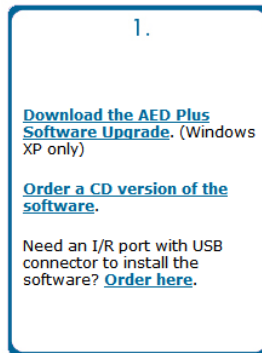 1.
Download the AED Plus
Software Upgrade. (Windows
XP only)
Order a CD version of the
software.
Need an I/R port with USB
connector to install the
software? Order here.